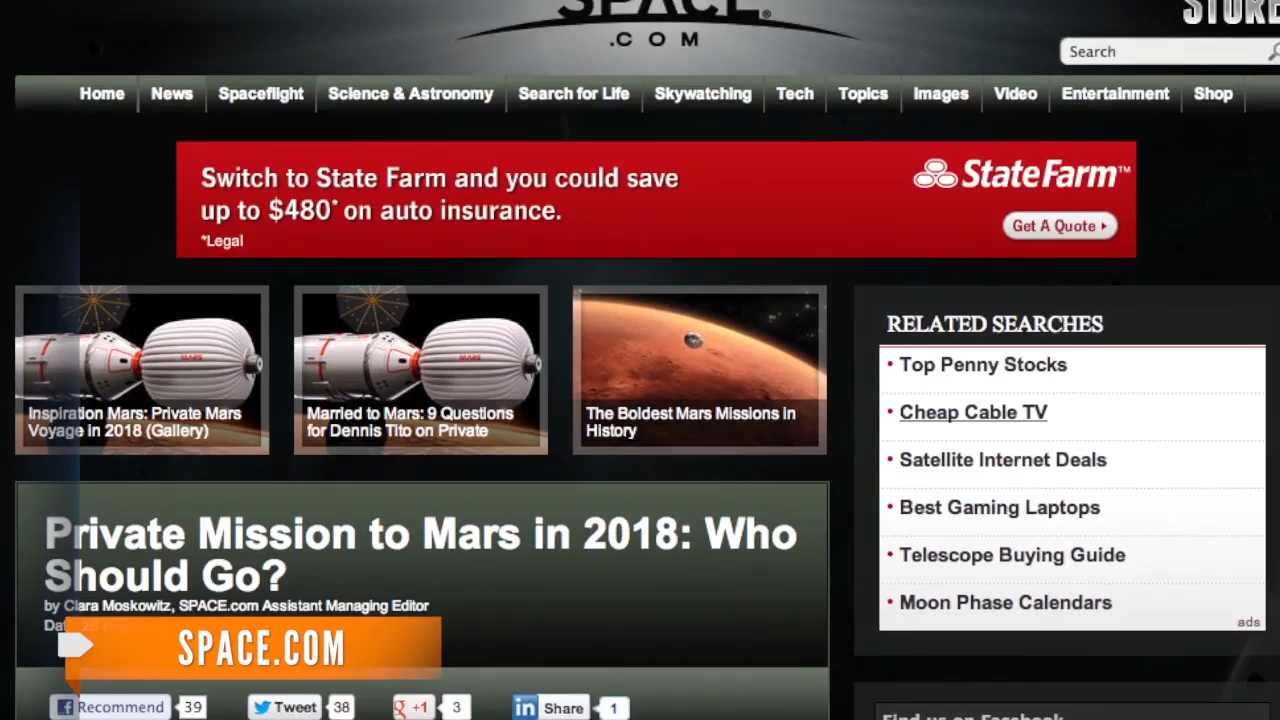 SPACE.
.COM
STORE
Search
Home News Spaceflight Science & Astronomy Search for Life Skywatching Tech Topics Images Video Entertainment Shop
Switch to State Farm and you could save
up to $480* on auto insurance.
*Legal
State Farm™
Get A Quote
MARS
MARS
Inspiration Mars: Private Mars
Voyage in 2018 (Gallery)
Married to Mars: 9 Questions
for Dennis Tito on Private
The Boldest Mars Missions in
History
RELATED SEARCHES
• Top Penny Stocks
• Cheap Cable TV
• Satellite Internet Deals
• Best Gaming Laptops
• Telescope Buying Guide
• Moon Phase Calendars
ads
Private Mission to Mars in 2018: Who
Should Go?
by Clara Moskowitz, SPACE.com Assistant Managing Editor
SPACE.COM
Recommend 39 Tweet 38 +1 3 in Share 1
Find us on Facebook